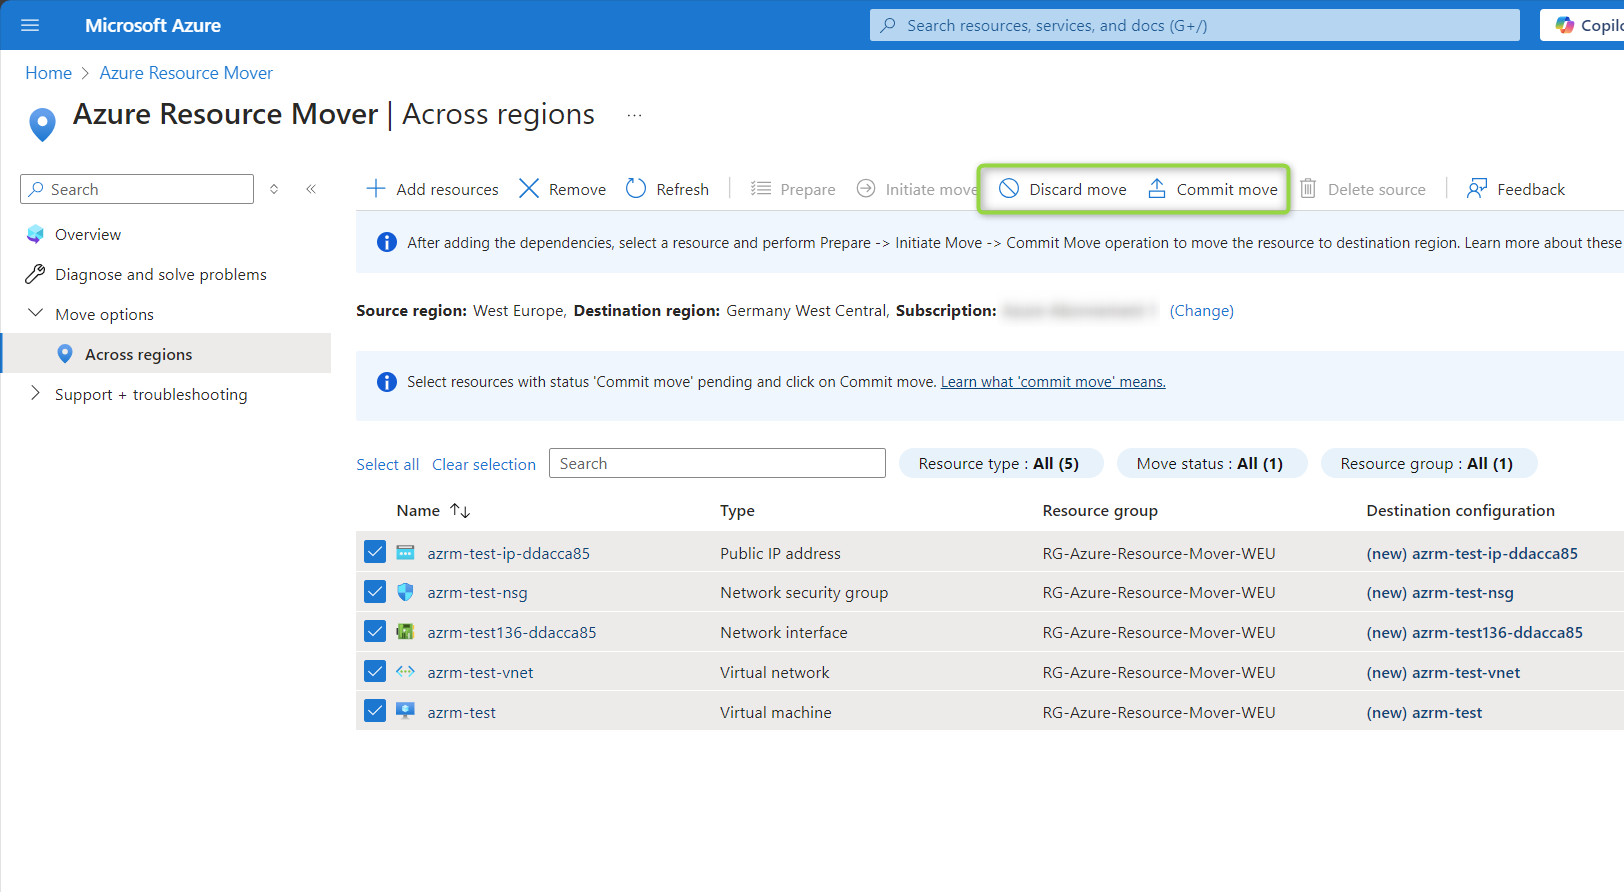 Microsoft Azure
Search resources, services, and docs (G+/)
Home > Azure Resource Mover
Azure Resource Mover | Across regions ...
Search
Overview
Diagnose and solve problems
Move options
Across regions
Support + troubleshooting
Add resources Remove Refresh Prepare Initiate move Discard move Commit move Delete source Feedback
After adding the dependencies, select a resource and perform Prepare -> Initiate Move -> Commit Move operation to move the resource to destination region. Learn more about these
Source region: West Europe, Destination region: Germany West Central, Subscription: (Change)
Select resources with status 'Commit move' pending and click on Commit move. Learn what 'commit move' means.
Select all Clear selection Search Resource type : All (5) Move status : All (1) Resource group : All (1)
Name Type Resource group Destination configuration
azrm-test-ip-ddacca85 Public IP address RG-Azure-Resource-Mover-WEU (new) azrm-test-ip-ddacca85
azrm-test-nsg Network security group RG-Azure-Resource-Mover-WEU (new) azrm-test-nsg
azrm-test136-ddacca85 Network interface RG-Azure-Resource-Mover-WEU (new) azrm-test136-ddacca85
azrm-test-vnet Virtual network RG-Azure-Resource-Mover-WEU (new) azrm-test-vnet
azrm-test Virtual machine RG-Azure-Resource-Mover-WEU (new) azrm-test